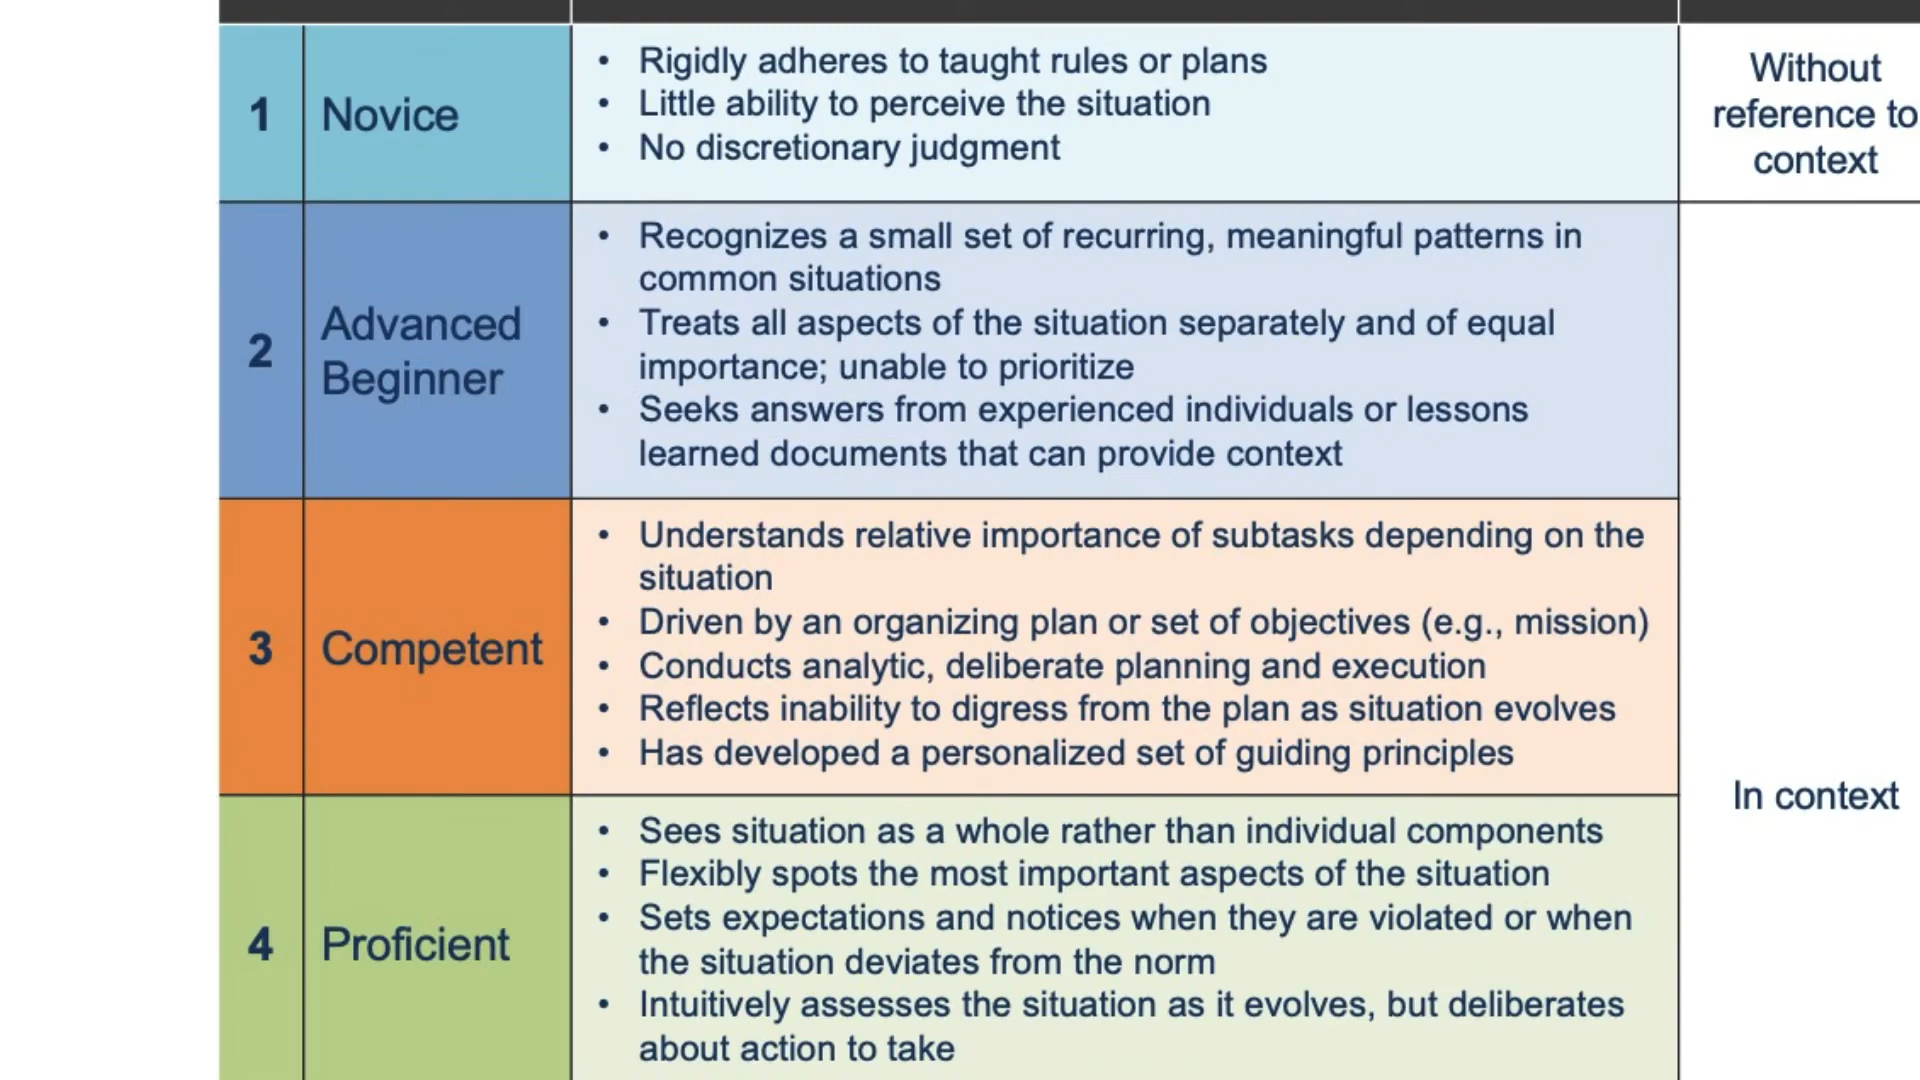 1 Novice
• Rigidly adheres to taught rules or plans
• Little ability to perceive the situation
• No discretionary judgment
Without
reference to
context
2 Advanced
Beginner
• Recognizes a small set of recurring, meaningful patterns in
common situations
• Treats all aspects of the situation separately and of equal
importance; unable to prioritize
• Seeks answers from experienced individuals or lessons
learned documents that can provide context
3 Competent
• Understands relative importance of subtasks depending on the
situation
• Driven by an organizing plan or set of objectives (e.g., mission)
• Conducts analytic, deliberate planning and execution
• Reflects inability to digress from the plan as situation evolves
• Has developed a personalized set of guiding principles
In context
4 Proficient
• Sees situation as a whole rather than individual components
• Flexibly spots the most important aspects of the situation
• Sets expectations and notices when they are violated or when
the situation deviates from the norm
• Intuitively assesses the situation as it evolves, but deliberates
about action to take